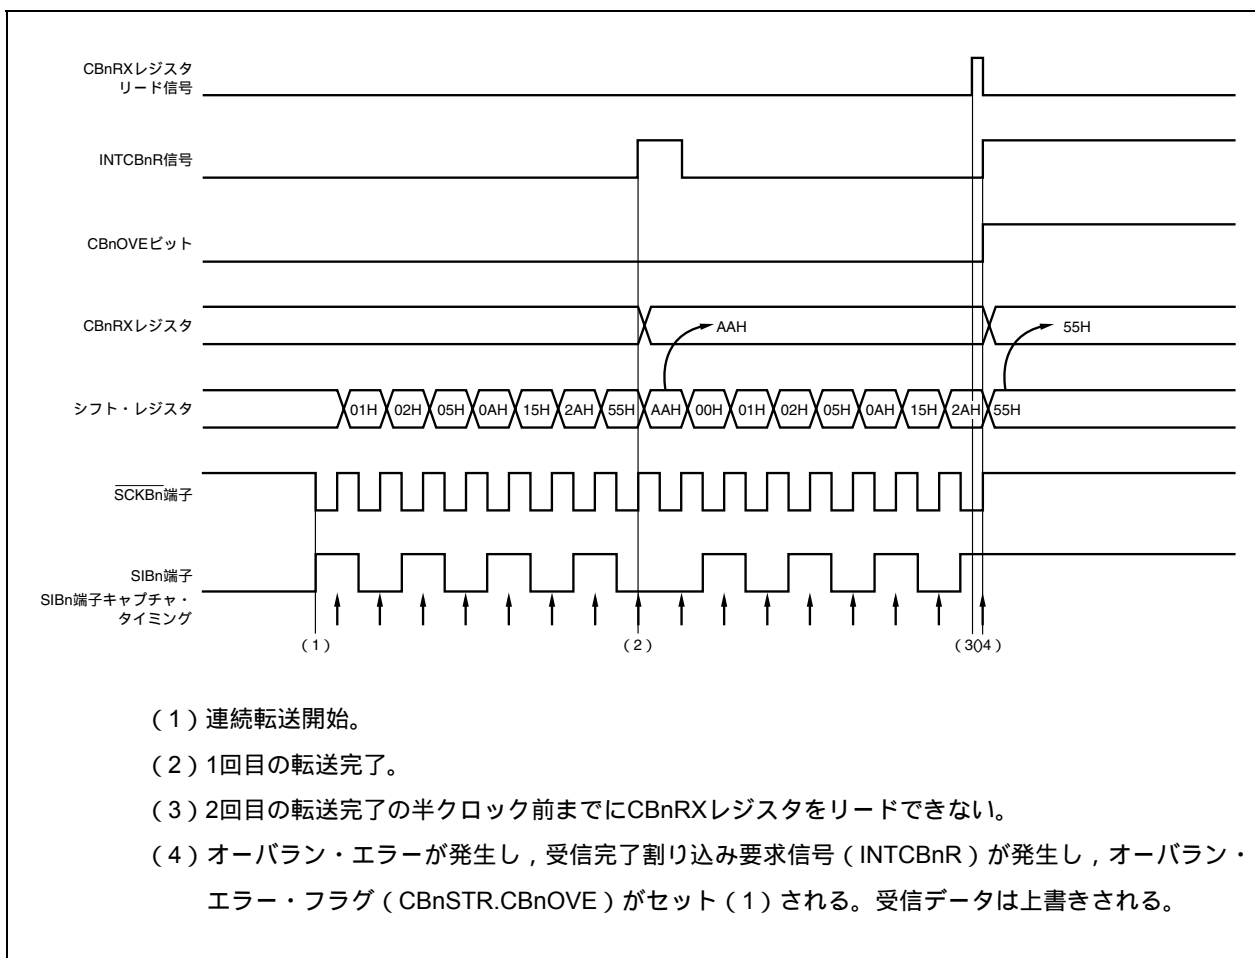 CBnRXレジスタ
リード信号
INTCBnR信号
CBnOVEビット
CBnRXレジスタ
AAH
55H
シフト・レジスタ
01H 02H 05H 0AH 15H 2AH 55H AAH 00H 01H 02H 05H 0AH 15H 2AH 55H
SCKBn端子
SIBn端子
SIBn端子キャプチャ・
タイミング
(1) (2) (3)(4)
(1)連続転送開始。
(2)1回目の転送完了。
(3)2回目の転送完了の半クロック前までにCBnRXレジスタをリードできない。
(4)オーバラン・エラーが発生し,受信完了割り込み要求信号(INTCBnR)が発生し,オーバラン・
エラー・フラグ(CBnSTR.CBnOVE)がセット(1)される。受信データは上書きされる。